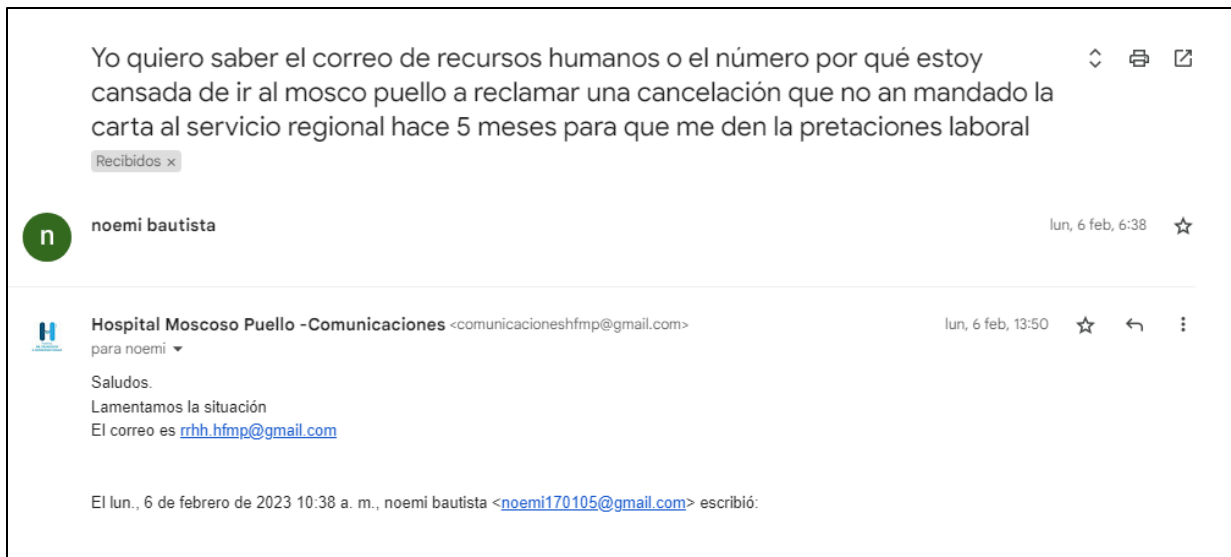 Yo quiero saber el correo de recursos humanos o el número por qué estoy
cansada de ir al mosco puello a reclamar una cancelación que no an mandado la
carta al servicio regional hace 5 meses para que me den la pretaciones laboral
Recibidos ×
n
noemi bautista
lun, 6 feb, 6:38
Hospital Moscoso Puello -Comunicaciones <comunicacioneshfmp@gmail.com>
lun, 6 feb, 13:50
para noemi
Saludos.
Lamentamos la situación
El correo es rrhh.hfmp@gmail.com
El lun., 6 de febrero de 2023 10:38 a. m., noemi bautista <noemi170105@gmail.com> escribió: